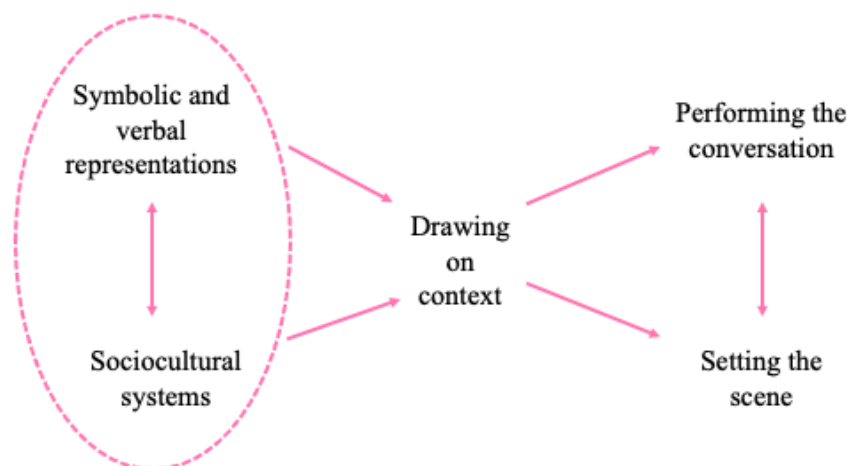 Symbolic and
verbal
representations
Sociocultural
systems
Drawing
on
context
Performing the
conversation
Setting the
scene